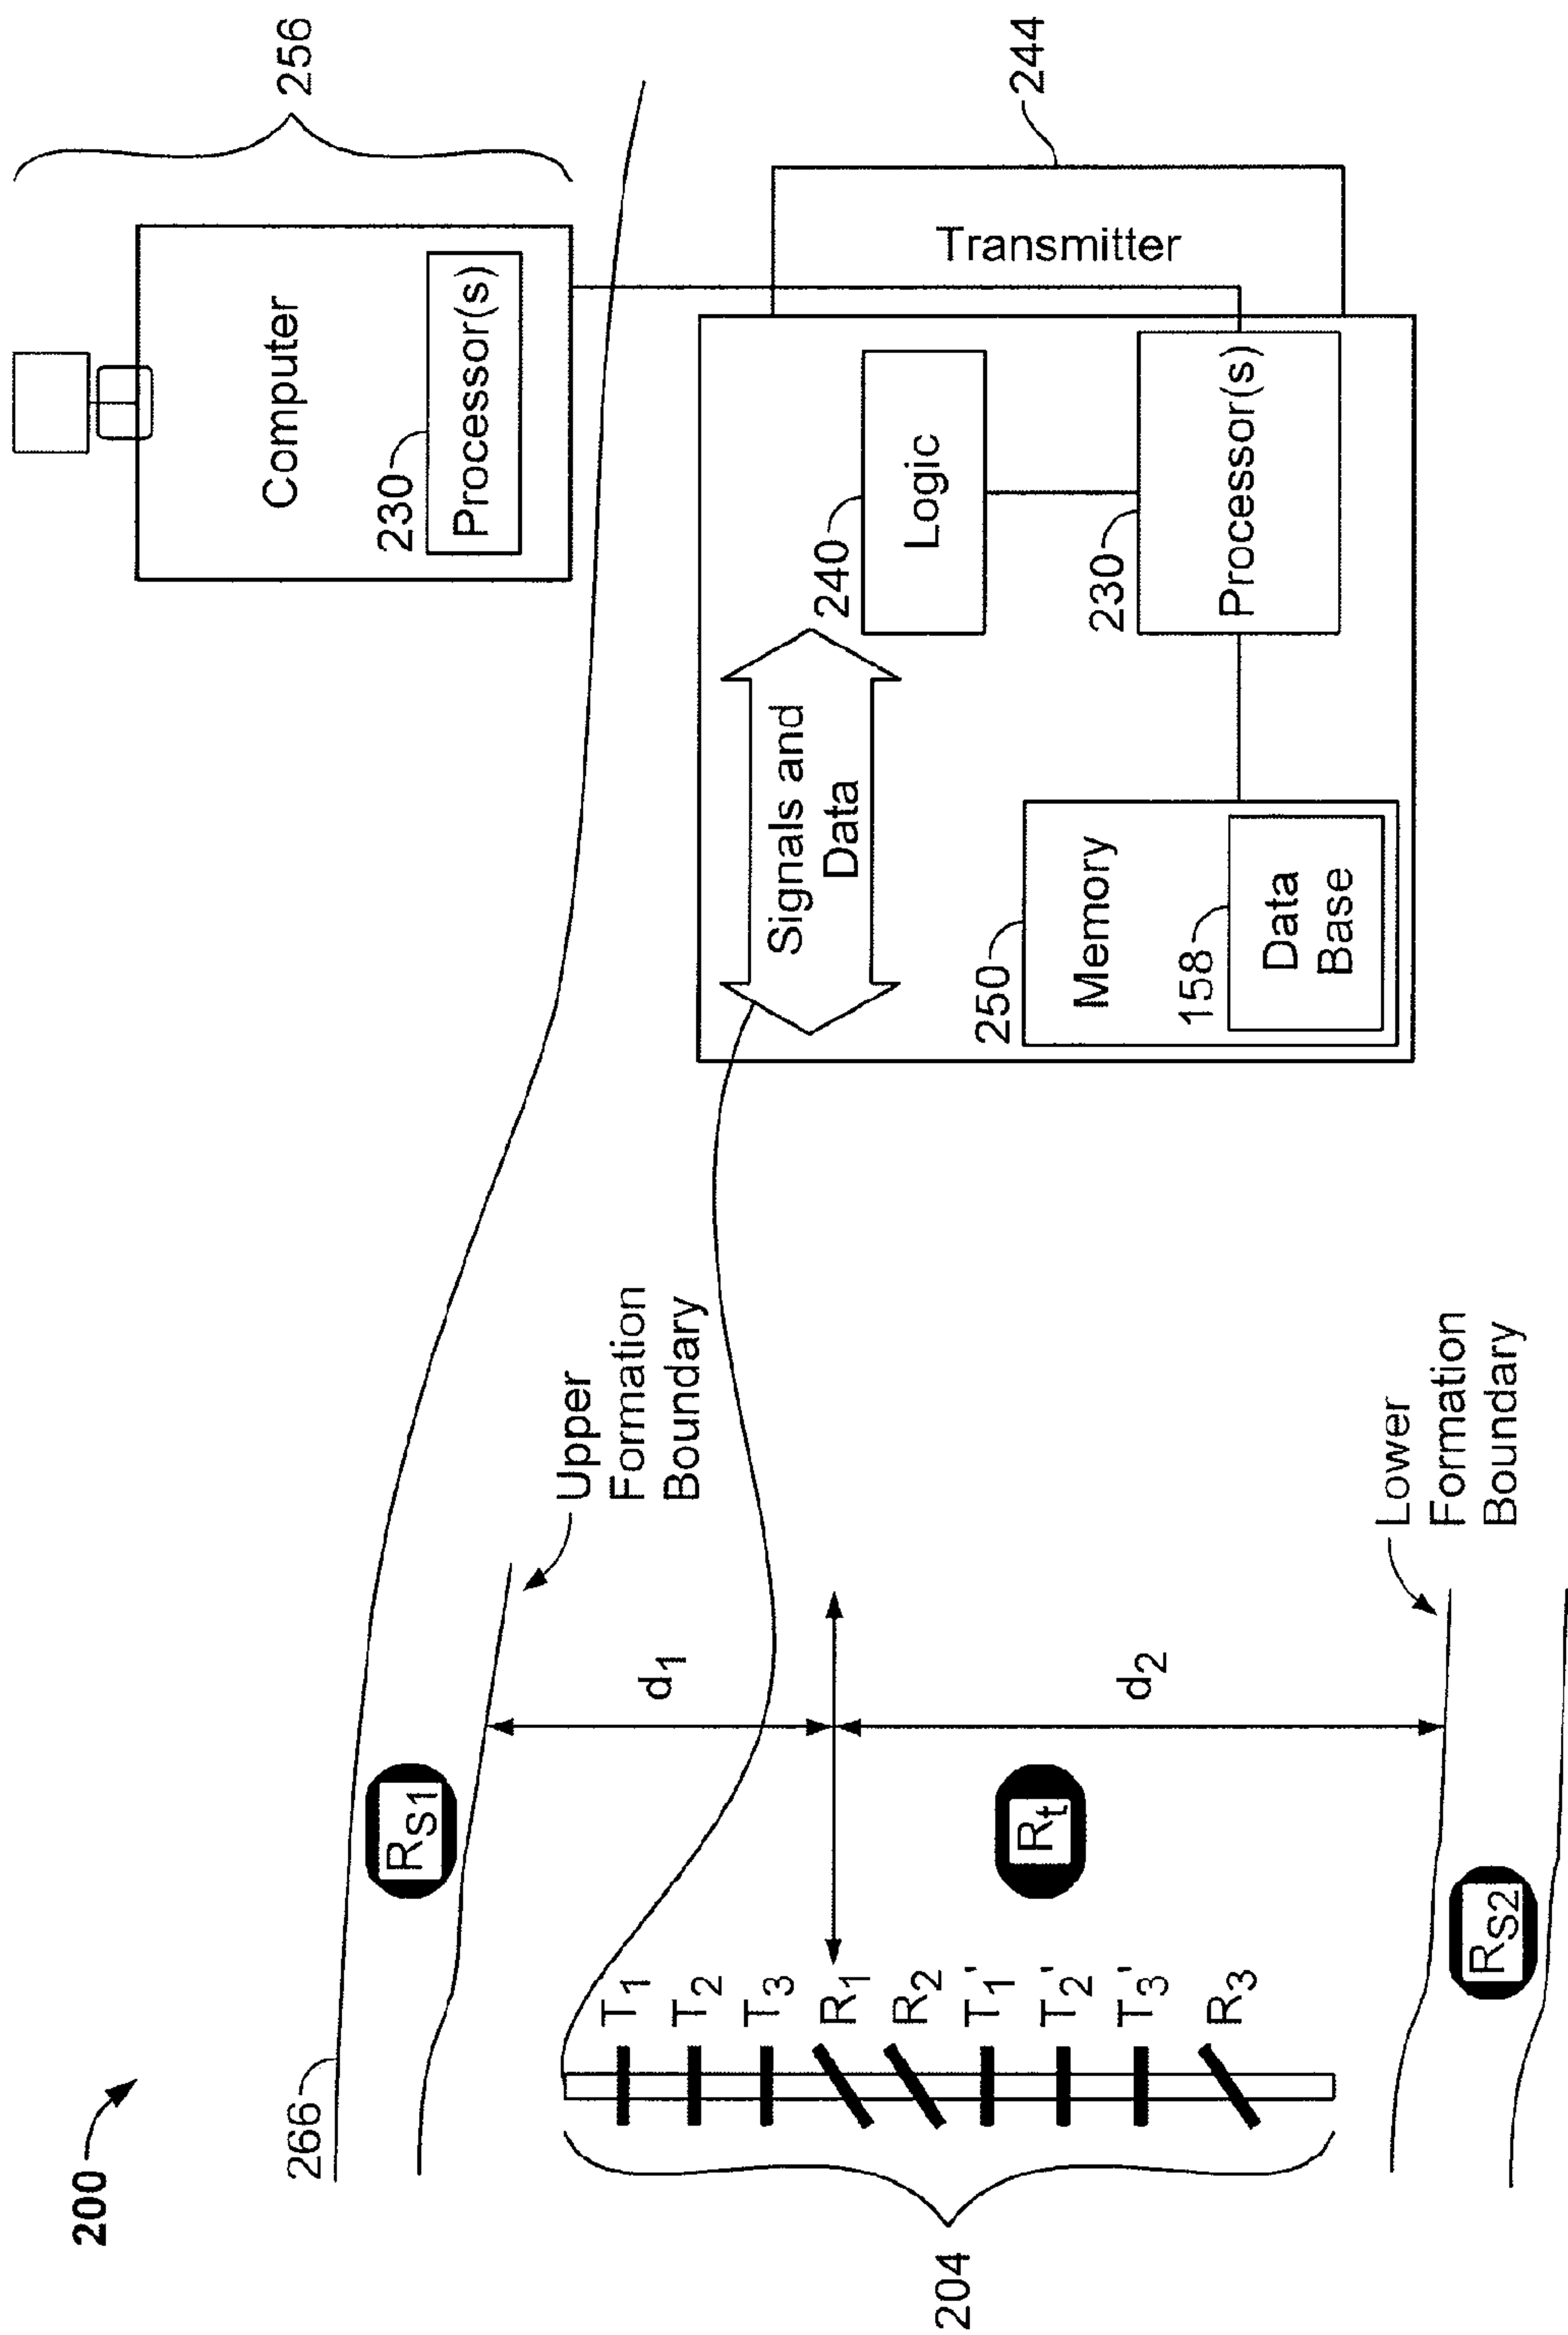 200
266
R_S1
Upper
Formation
Boundary
Computer
230
Processor(s)
256
204
T1
T2
T3
R1
R2
T1'
T2'
T3'
R3
d1
d2
Rt
R_S2
Lower
Formation
Boundary
Signals and
Data
240
Logic
250
Memory
158
Data
Base
230
Processor(s)
Transmitter
244